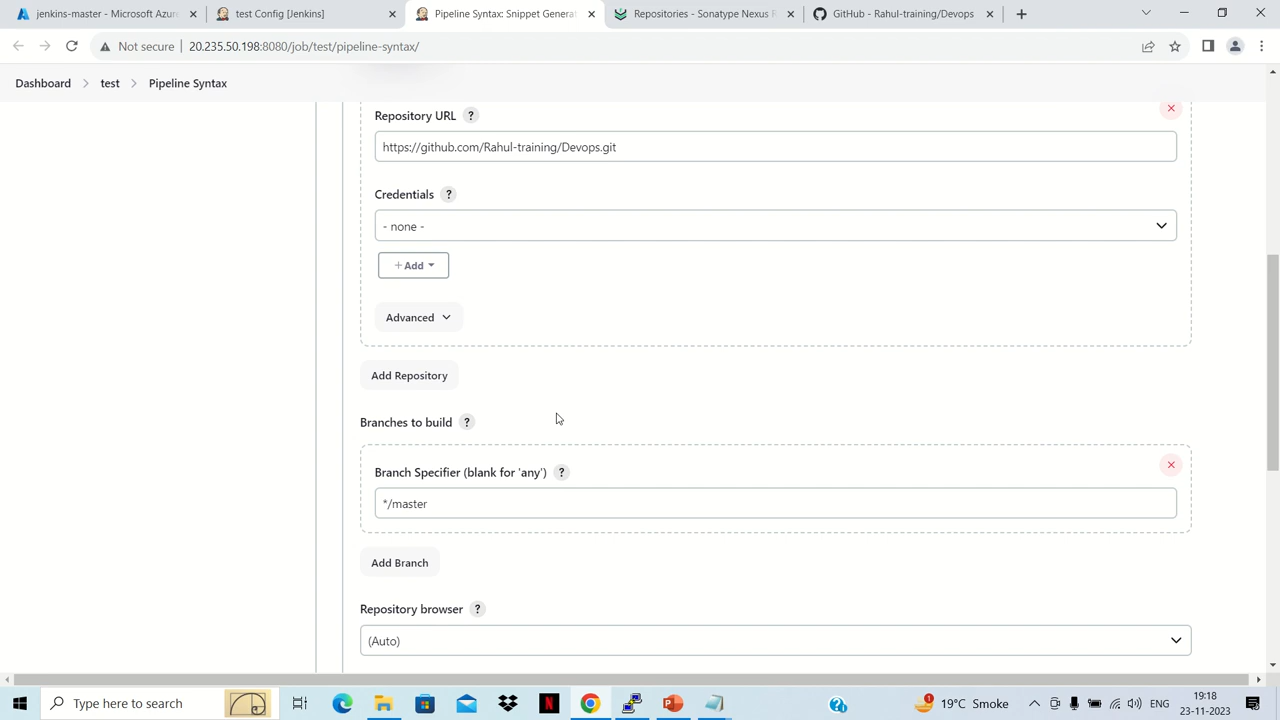 jenkins-master - Microsoft Azur
test Config [Jenkins]
Pipeline Syntax: Snippet Generat
Repositories - Sonatype Nexus R
GitHub - Rahul-training/Devops
Not secure
20.235.50.198:8080/job/test/pipeline-syntax/
Dashboard
test
Pipeline Syntax
Repository URL ?
https://github.com/Rahul-training/Devops.git
Credentials ?
- none -
+ Add
Advanced
Add Repository
Branches to build ?
Branch Specifier (blank for 'any') ?
*/master
Add Branch
Repository browser ?
(Auto)
Type here to search
19°C Smoke
ENG
19:18
23-11-2023